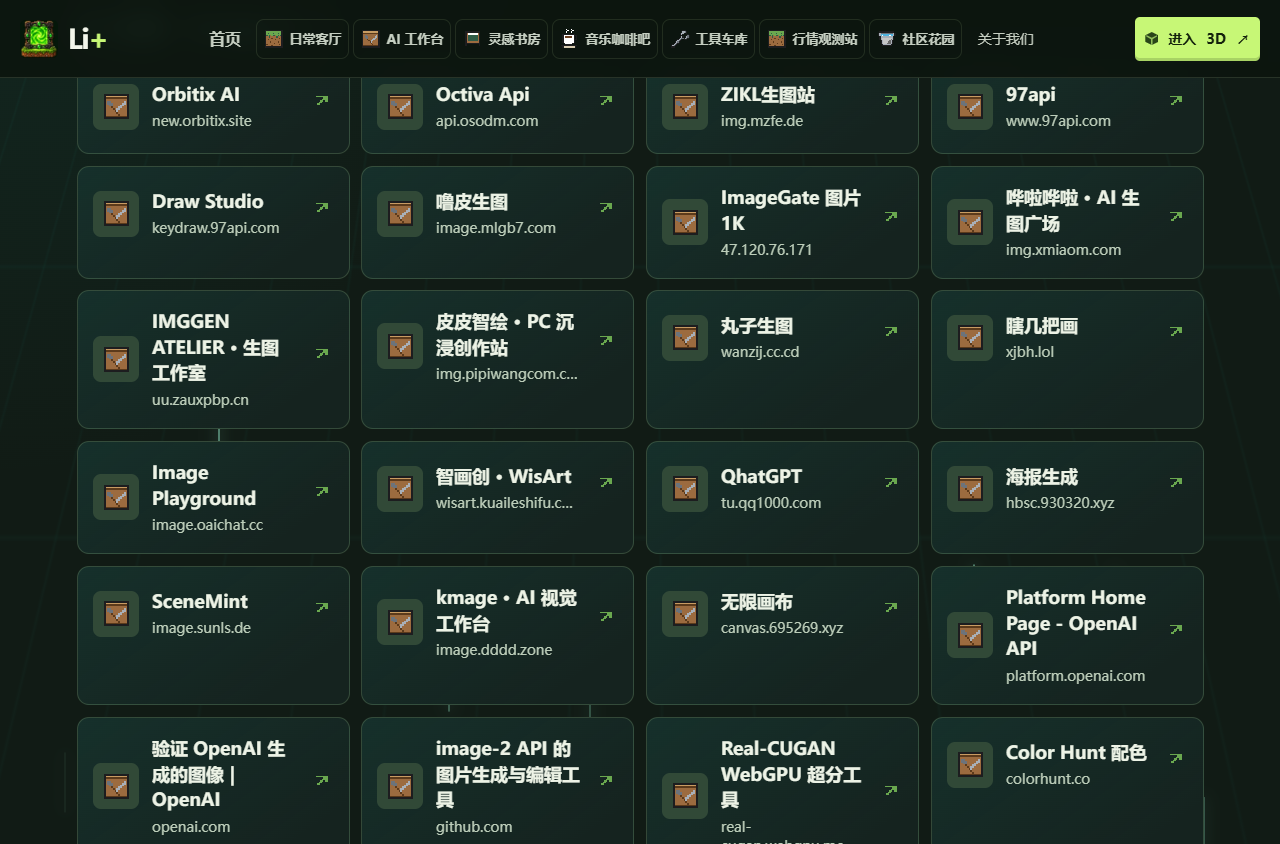 Li+
首页
日常客厅
AI 工作台
灵感书房
音乐咖啡吧
工具车库
行情观测站
社区花园
关于我们
进入 3D ↗
Orbitix AI
new.orbitix.site
Octiva Api
api.osodm.com
ZIKL生图站
img.mzfe.de
97api
www.97api.com
Draw Studio
keydraw.97api.com
噜皮生图
image.mlgb7.com
ImageGate 图片
1K
47.120.76.171
哗啦哗啦 • AI 生
图广场
img.xmiaom.com
IMGGEN
ATELIER • 生图
工作室
uu.zauxpbp.cn
皮皮智绘 • PC 沉
浸创作站
img.pipiwangcom.c...
丸子生图
wanzij.cc.cd
瞎几把画
xjbh.lol
Image
Playground
image.oaichat.cc
智画创 • WisArt
wisart.kuaileshifu.c...
QhatGPT
tu.qq1000.com
海报生成
hbsc.930320.xyz
SceneMint
image.sunls.de
kmage • AI 视觉
工作台
image.dddd.zone
无限画布
canvas.695269.xyz
Platform Home
Page - OpenAI
API
platform.openai.com
验证 OpenAI 生
成的图像 |
OpenAI
openai.com
image-2 API 的
图片生成与编辑工
具
github.com
Real-CUGAN
WebGPU 超分工
具
real-
Color Hunt 配色
colorhunt.co